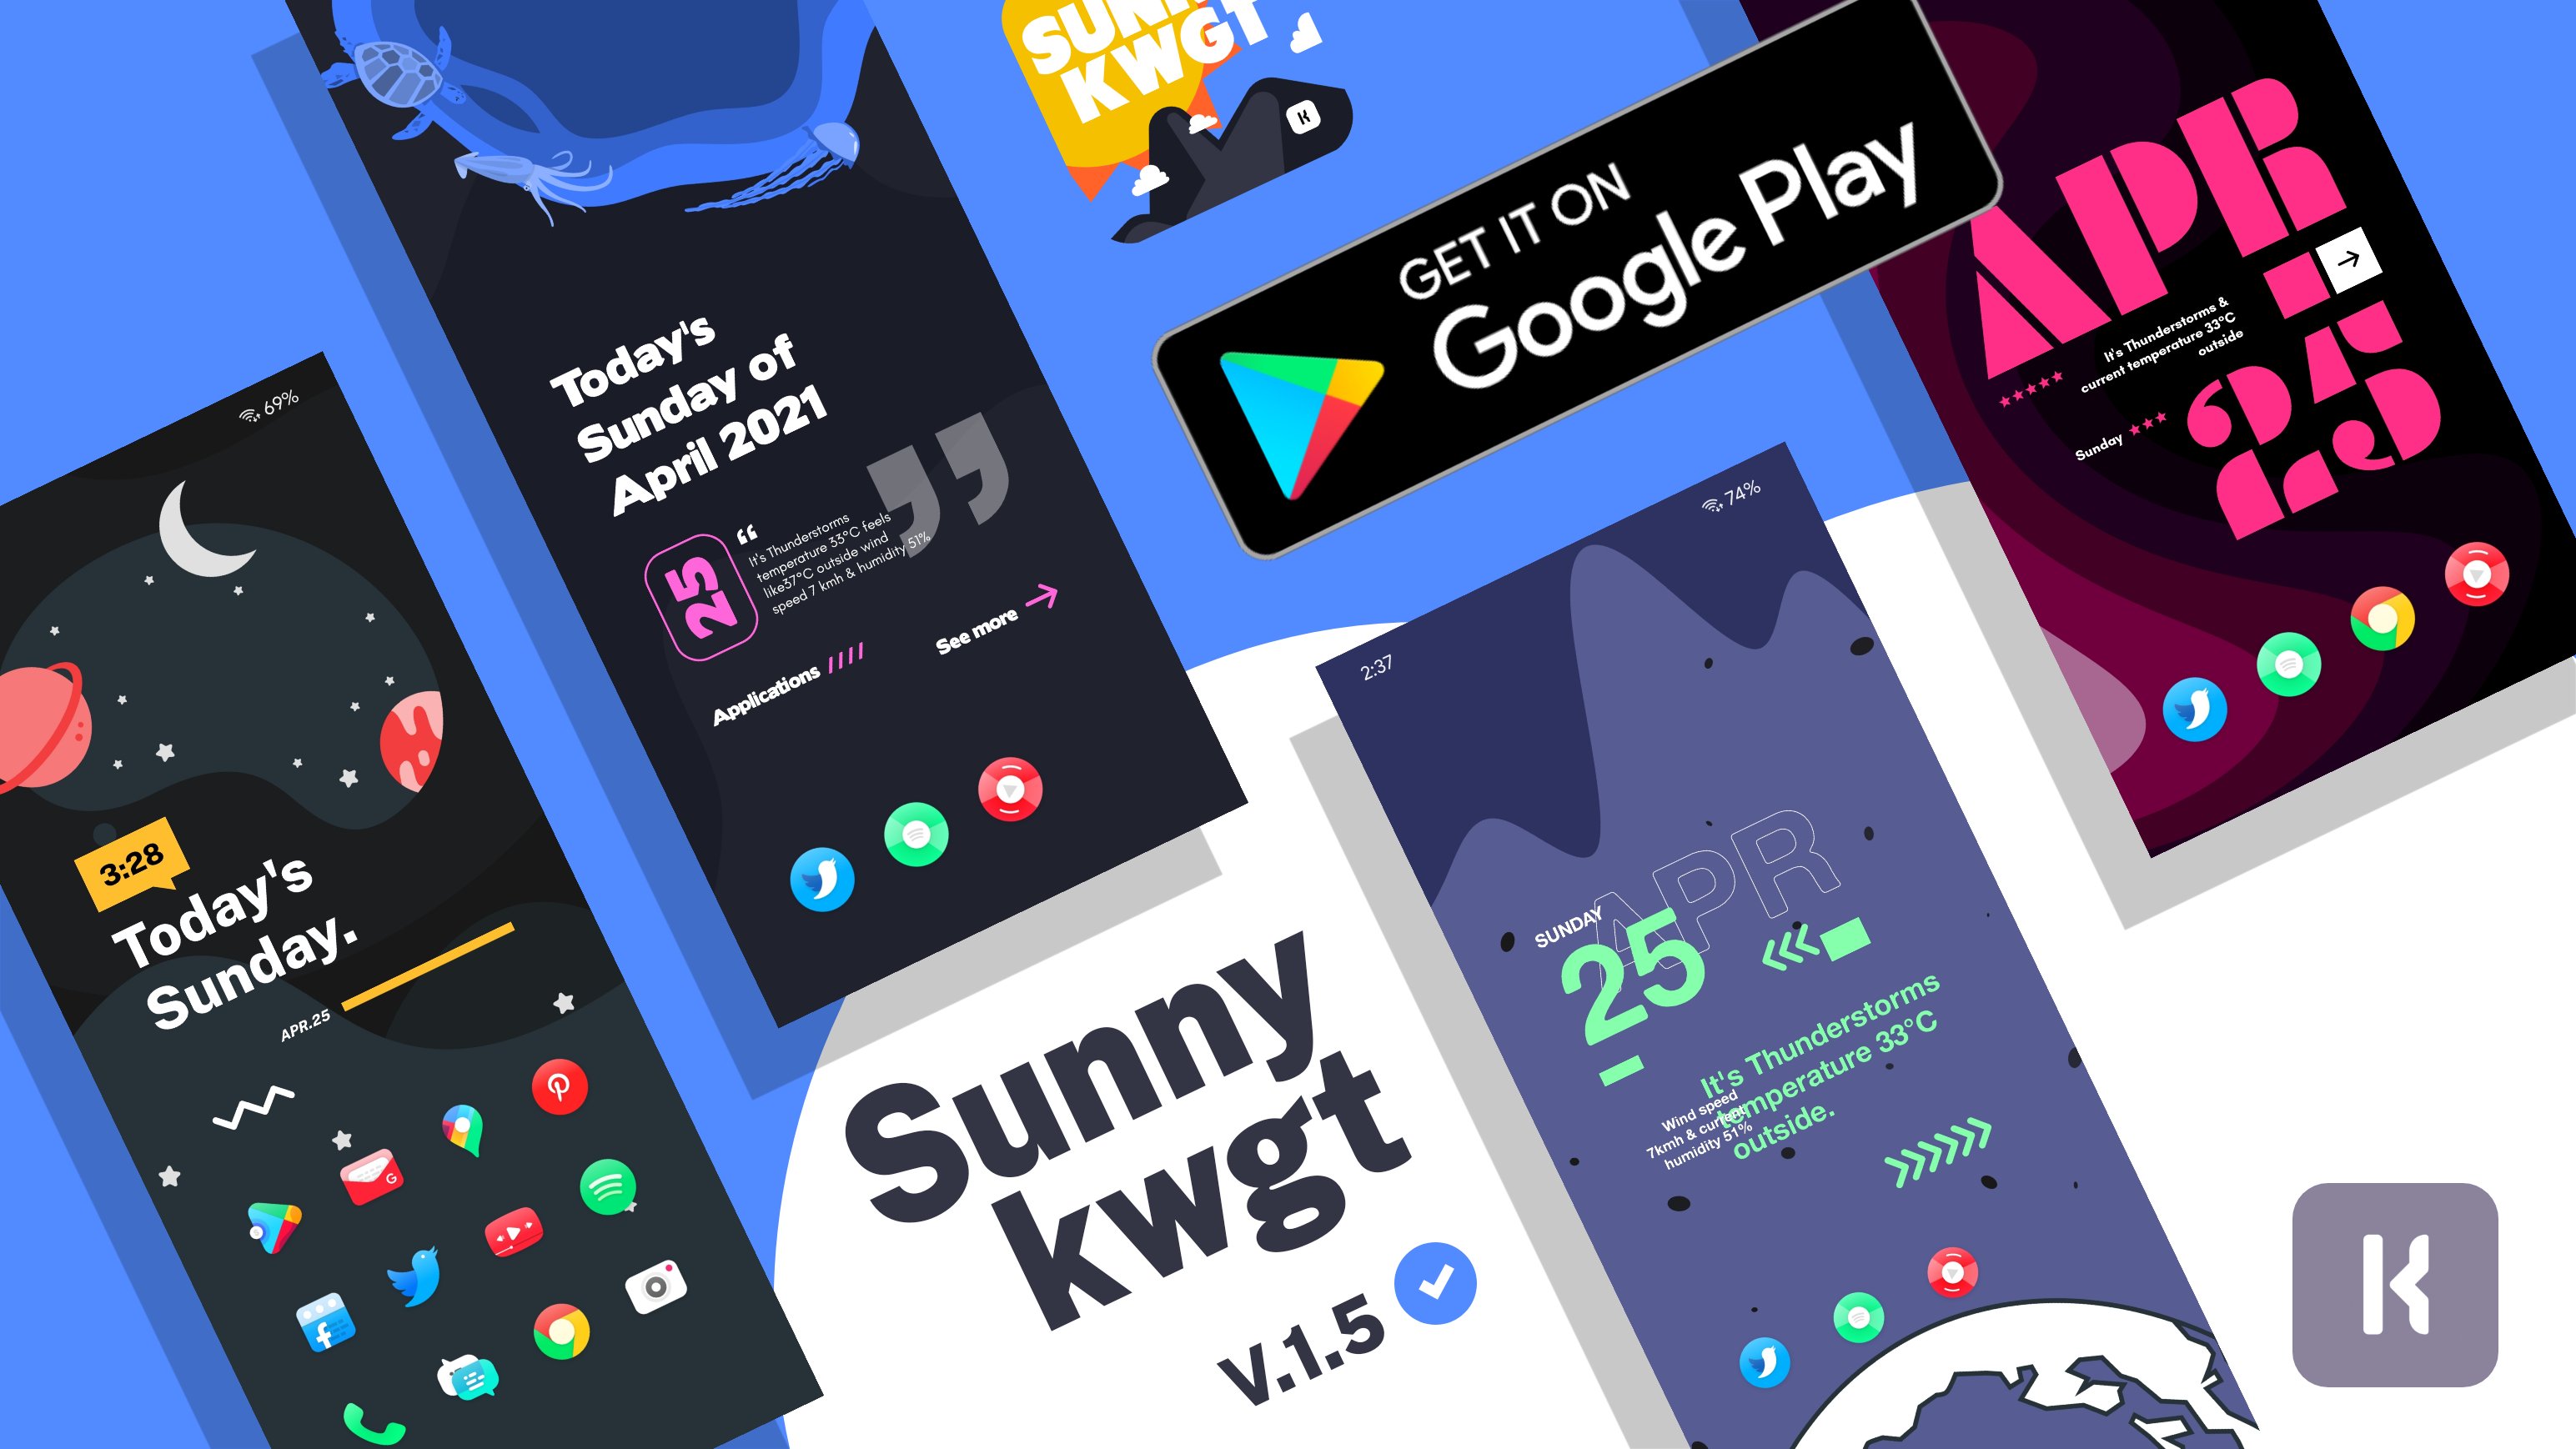 69%
3:28
Today's
Sunday.
APR.25
Today's
Sunday of
April 2021
25
“
It's Thunderstorms
temperature 33°C feels
like37°C outside wind
speed 7 kmh & humidity 51%
”
Applications
See more
KWGT
GET IT ON
Google Play
Sunny
kwgt
v.1.5
74%
2:37
APR
SUNDAY
25
It's Thunderstorms
temperature 33°C
outside.
Wind speed
7kmh & current
humidity 51%
APR
It's Thunderstorms &
current temperature 33°C
outside
Sunday
25
K